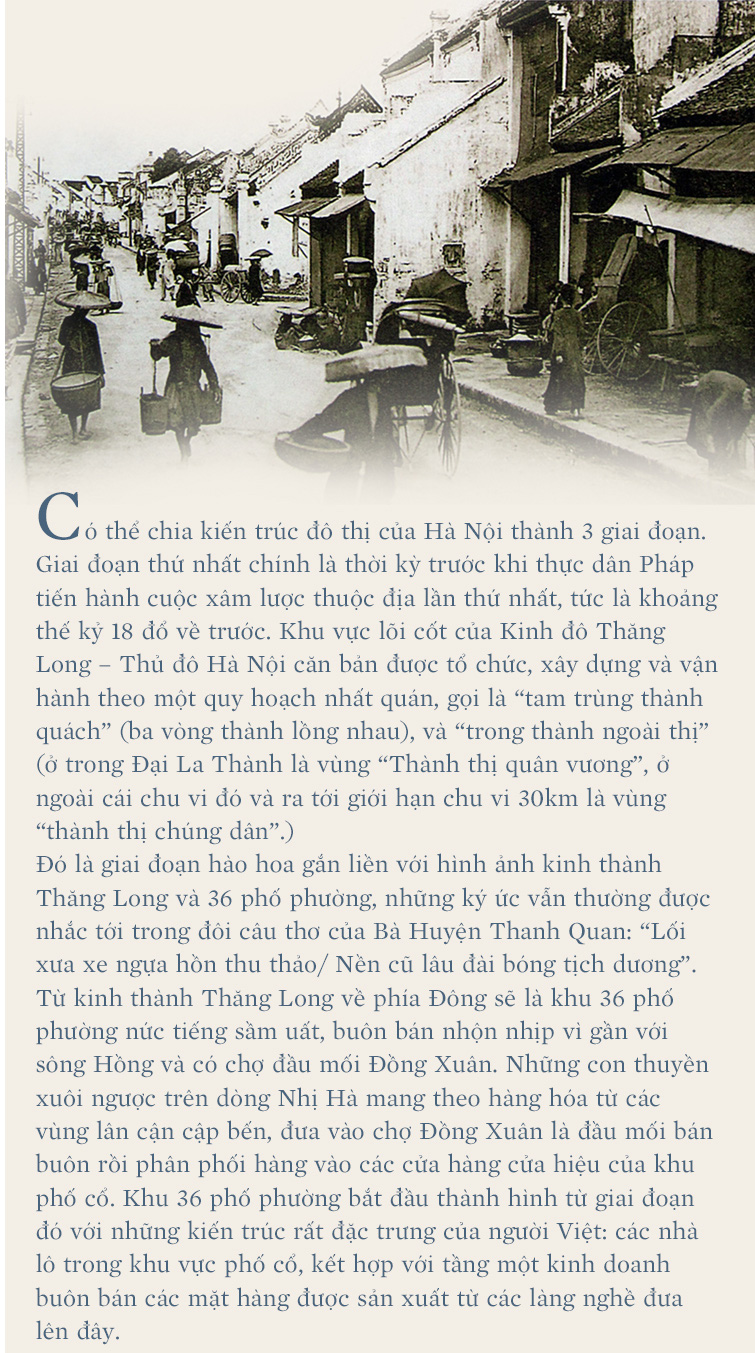 Có thể chia kiến trúc đô thị của Hà Nội thành 3 giai đoạn.
Giai đoạn thứ nhất chính là thời kỳ trước khi thực dân Pháp
tiến hành cuộc xâm lược thuộc địa lần thứ nhất, tức là khoảng
thế kỷ 18 đổ về trước. Khu vực lõi cốt của Kinh đô Thăng
Long – Thủ đô Hà Nội căn bản được tổ chức, xây dựng và vận
hành theo một quy hoạch nhất quán, gọi là “tam trùng thành
quách” (ba vòng thành lồng nhau), và “trong thành ngoài thị”
(ở trong Đại La Thành là vùng “Thành thị quân vương”, ở
ngoài cái chu vi đó và ra tới giới hạn chu vi 30km là vùng
“thành thị chúng dân”.)
Đó là giai đoạn hào hoa gắn liền với hình ảnh kinh thành
Thăng Long và 36 phố phường, những ký ức vẫn thường được
nhắc tới trong đôi câu thơ của Bà Huyện Thanh Quan: “Lối
xưa xe ngựa hồn thu thảo/ Nền cũ lâu đài bóng tịch dương”.
Từ kinh thành Thăng Long về phía Đông sẽ là khu 36 phố
phường nức tiếng sầm uất, buôn bán nhộn nhịp vì gần với
sông Hồng và có chợ đầu mối Đồng Xuân. Những con thuyền
xuôi ngược trên dòng Nhị Hà mang theo hàng hóa từ các
vùng lân cận cập bến, đưa vào chợ Đồng Xuân là đầu mối bán
buôn rồi phân phối hàng vào các cửa hàng cửa hiệu của khu
phố cổ. Khu 36 phố phường bắt đầu thành hình từ giai đoạn
đó với những kiến trúc rất đặc trưng của người Việt: các nhà
lô trong khu vực phố cổ, kết hợp với tầng một kinh doanh
buôn bán các mặt hàng được sản xuất từ các làng nghề đưa
lên đây.